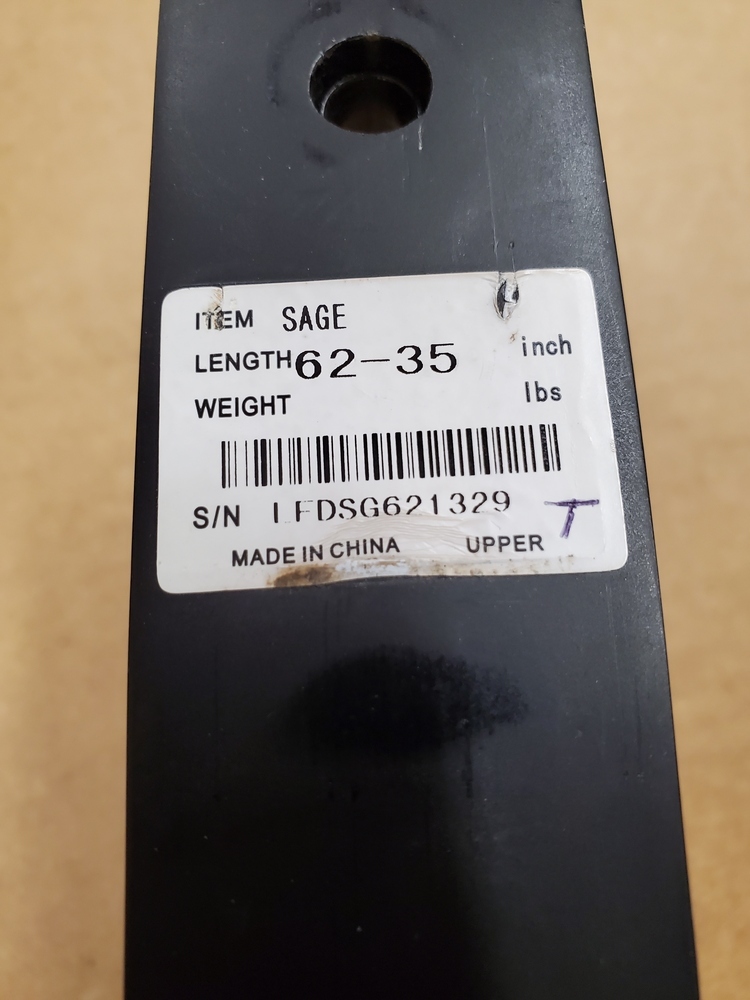 ITEM SAGE
LENGTH 62-35 inch
WEIGHT lbs
S/N LFDSG621329 T
MADE IN CHINA UPPER